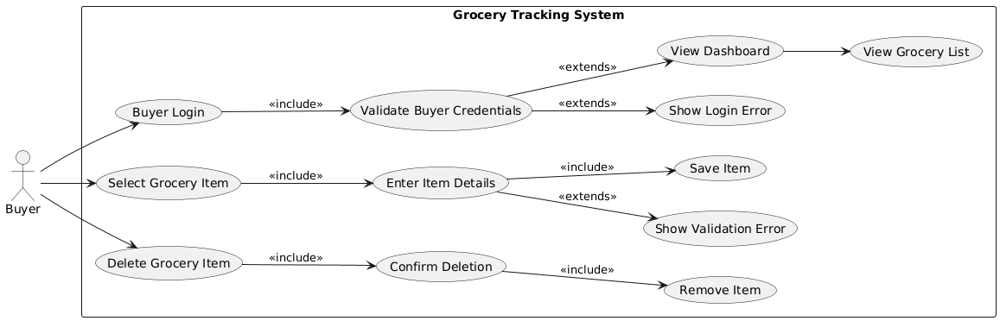 Grocery Tracking System
View Dashboard
View Grocery List
«extends»
Buyer Login
«include»
Validate Buyer Credentials
«extends»
Show Login Error
Buyer
Select Grocery Item
«include»
Enter Item Details
«include»
Save Item
«extends»
Show Validation Error
Delete Grocery Item
«include»
Confirm Deletion
«include»
Remove Item